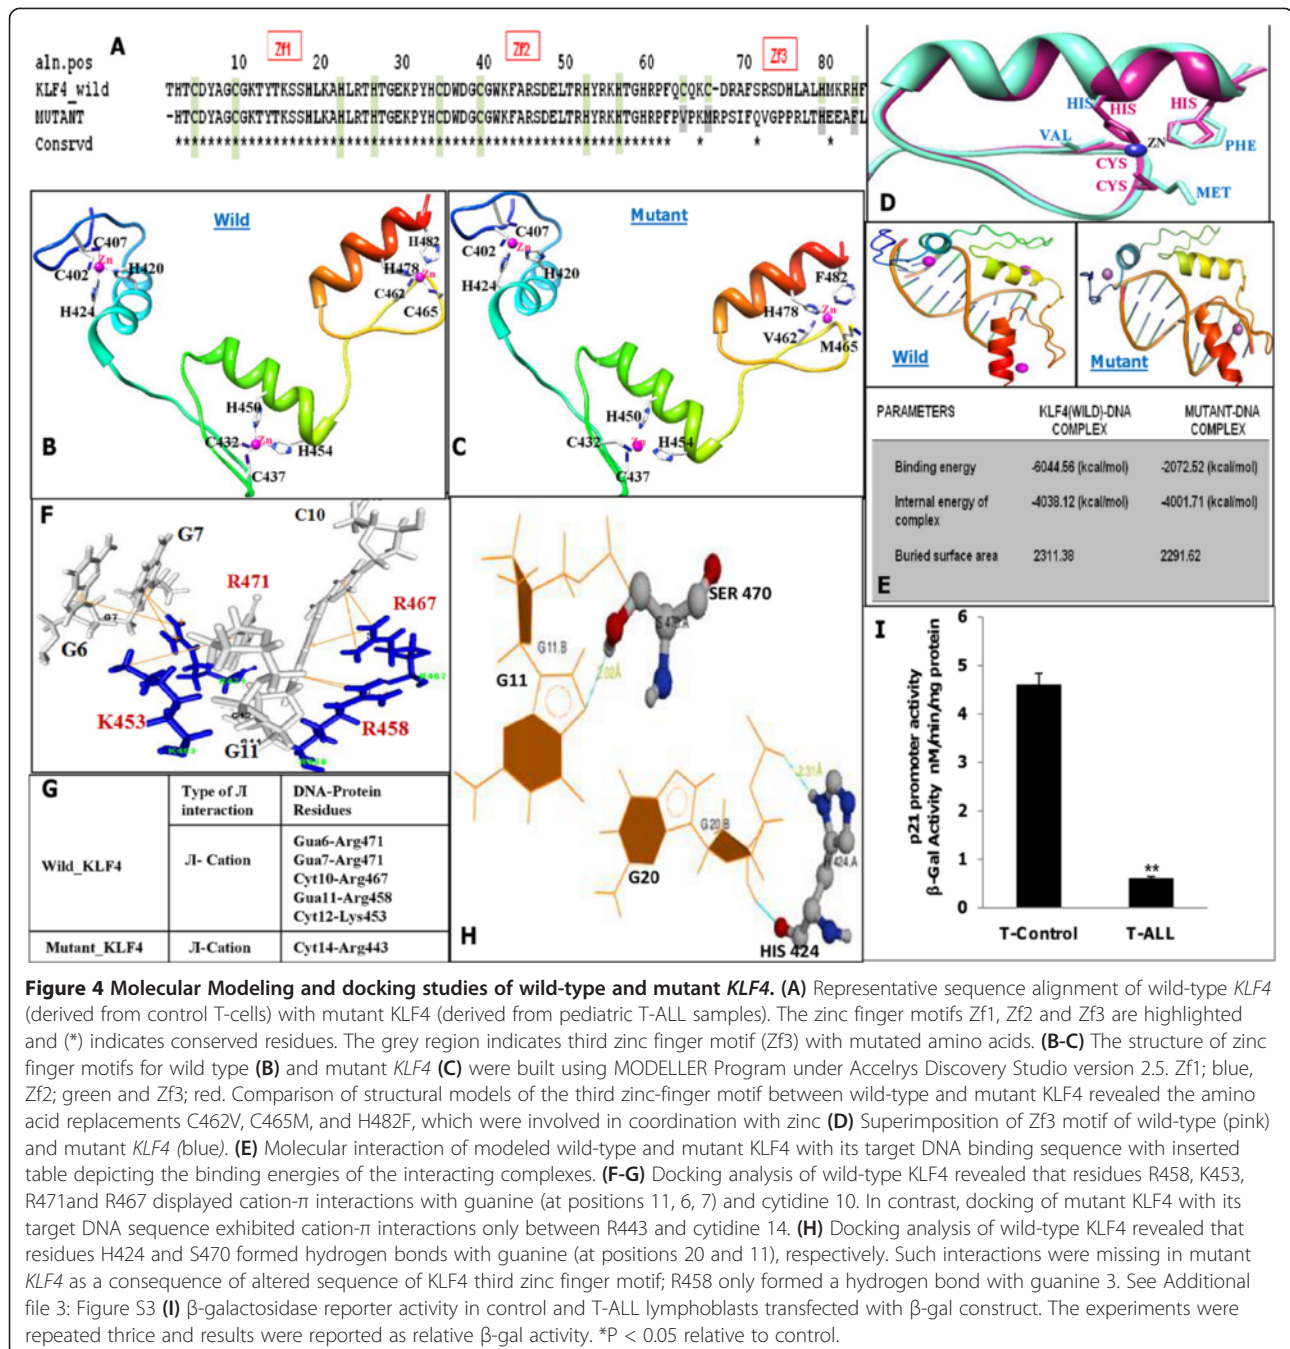 A
Zf1
Zf2
Zf3
aln.pos 10 20 30 40 50 60 70 80
KLF4_wild THTCDYAGCGKTYTKSSHLKAHLRTHTGEKPYHCDWDGCGWKFARSDELTRHYRKHTGHRPFQCQKC-DRAFSRSDHLALHMKRHF
MUTANT -HTCDYAGCGKTYTKSSHLKAHLRTHTGEKPYHCDWDGCGWKFARSDELTRHYRKHTGHRPFPVPKMRPSIFQVGPPRLTHEEAFL
Consrvd
HIS
HIS
HIS
VAL
ZN
PHE
CYS
CYS
MET
D
Wild
C407
C402
Zn
H420
H424
H482
H478
Zn
C462
C465
H450
C432
Zn
H454
C437
B
Mutant
C407
C402
Zn
H420
H424
F482
H478
Zn
V462
M465
H450
C432
Zn
H454
C437
C
Wild
Mutant
PARAMETERS KLF4(WILD)-DNA COMPLEX MUTANT-DNA COMPLEX
Binding energy -6044.56 (kcal/mol) -2072.52 (kcal/mol)
Internal energy of complex -4038.12 (kcal/mol) -4001.71 (kcal/mol)
Buried surface area 2311.38 2291.62
E
F
G7
C10
R471
R467
G7
G6
K453
G11
R458
G
Type of Л interaction DNA-Protein Residues
Wild_KLF4 Л- Cation
Gua6-Arg471
Gua7-Arg471
Cyt10-Arg467
Gua11-Arg458
Cyt12-Lys453
Mutant_KLF4 Л-Cation Cyt14-Arg443
SER 470
G11.B
2.02Å
G11
2.31Å
G20.B
G20
H
HIS 424
I
p21 promoter activity
β-Gal Activity nM/min/mg protein
6
5
4
3
2
1
0
**
T-Control T-ALL
Figure 4 Molecular Modeling and docking studies of wild-type and mutant KLF4. (A) Representative sequence alignment of wild-type KLF4
(derived from control T-cells) with mutant KLF4 (derived from pediatric T-ALL samples). The zinc finger motifs Zf1, Zf2 and Zf3 are highlighted
and (*) indicates conserved residues. The grey region indicates third zinc finger motif (Zf3) with mutated amino acids. (B-C) The structure of zinc
finger motifs for wild type (B) and mutant KLF4 (C) were built using MODELLER Program under Accelrys Discovery Studio version 2.5. Zf1; blue,
Zf2; green and Zf3; red. Comparison of structural models of the third zinc-finger motif between wild-type and mutant KLF4 revealed the amino
acid replacements C462V, C465M, and H482F, which were involved in coordination with zinc (D) Superimposition of Zf3 motif of wild-type (pink)
and mutant KLF4 (blue). (E) Molecular interaction of modeled wild-type and mutant KLF4 with its target DNA binding sequence with inserted
table depicting the binding energies of the interacting complexes. (F-G) Docking analysis of wild-type KLF4 revealed that residues R458, K453,
R471and R467 displayed cation-π interactions with guanine (at positions 11, 6, 7) and cytidine 10. In contrast, docking of mutant KLF4 with its
target DNA sequence exhibited cation-π interactions only between R443 and cytidine 14. (H) Docking analysis of wild-type KLF4 revealed that
residues H424 and S470 formed hydrogen bonds with guanine (at positions 20 and 11), respectively. Such interactions were missing in mutant
KLF4 as a consequence of altered sequence of KLF4 third zinc finger motif; R458 only formed a hydrogen bond with guanine 3. See Additional
file 3: Figure S3 (I) β-galactosidase reporter activity in control and T-ALL lymphoblasts transfected with β-gal construct. The experiments were
repeated thrice and results were reported as relative β-gal activity. *P < 0.05 relative to control.